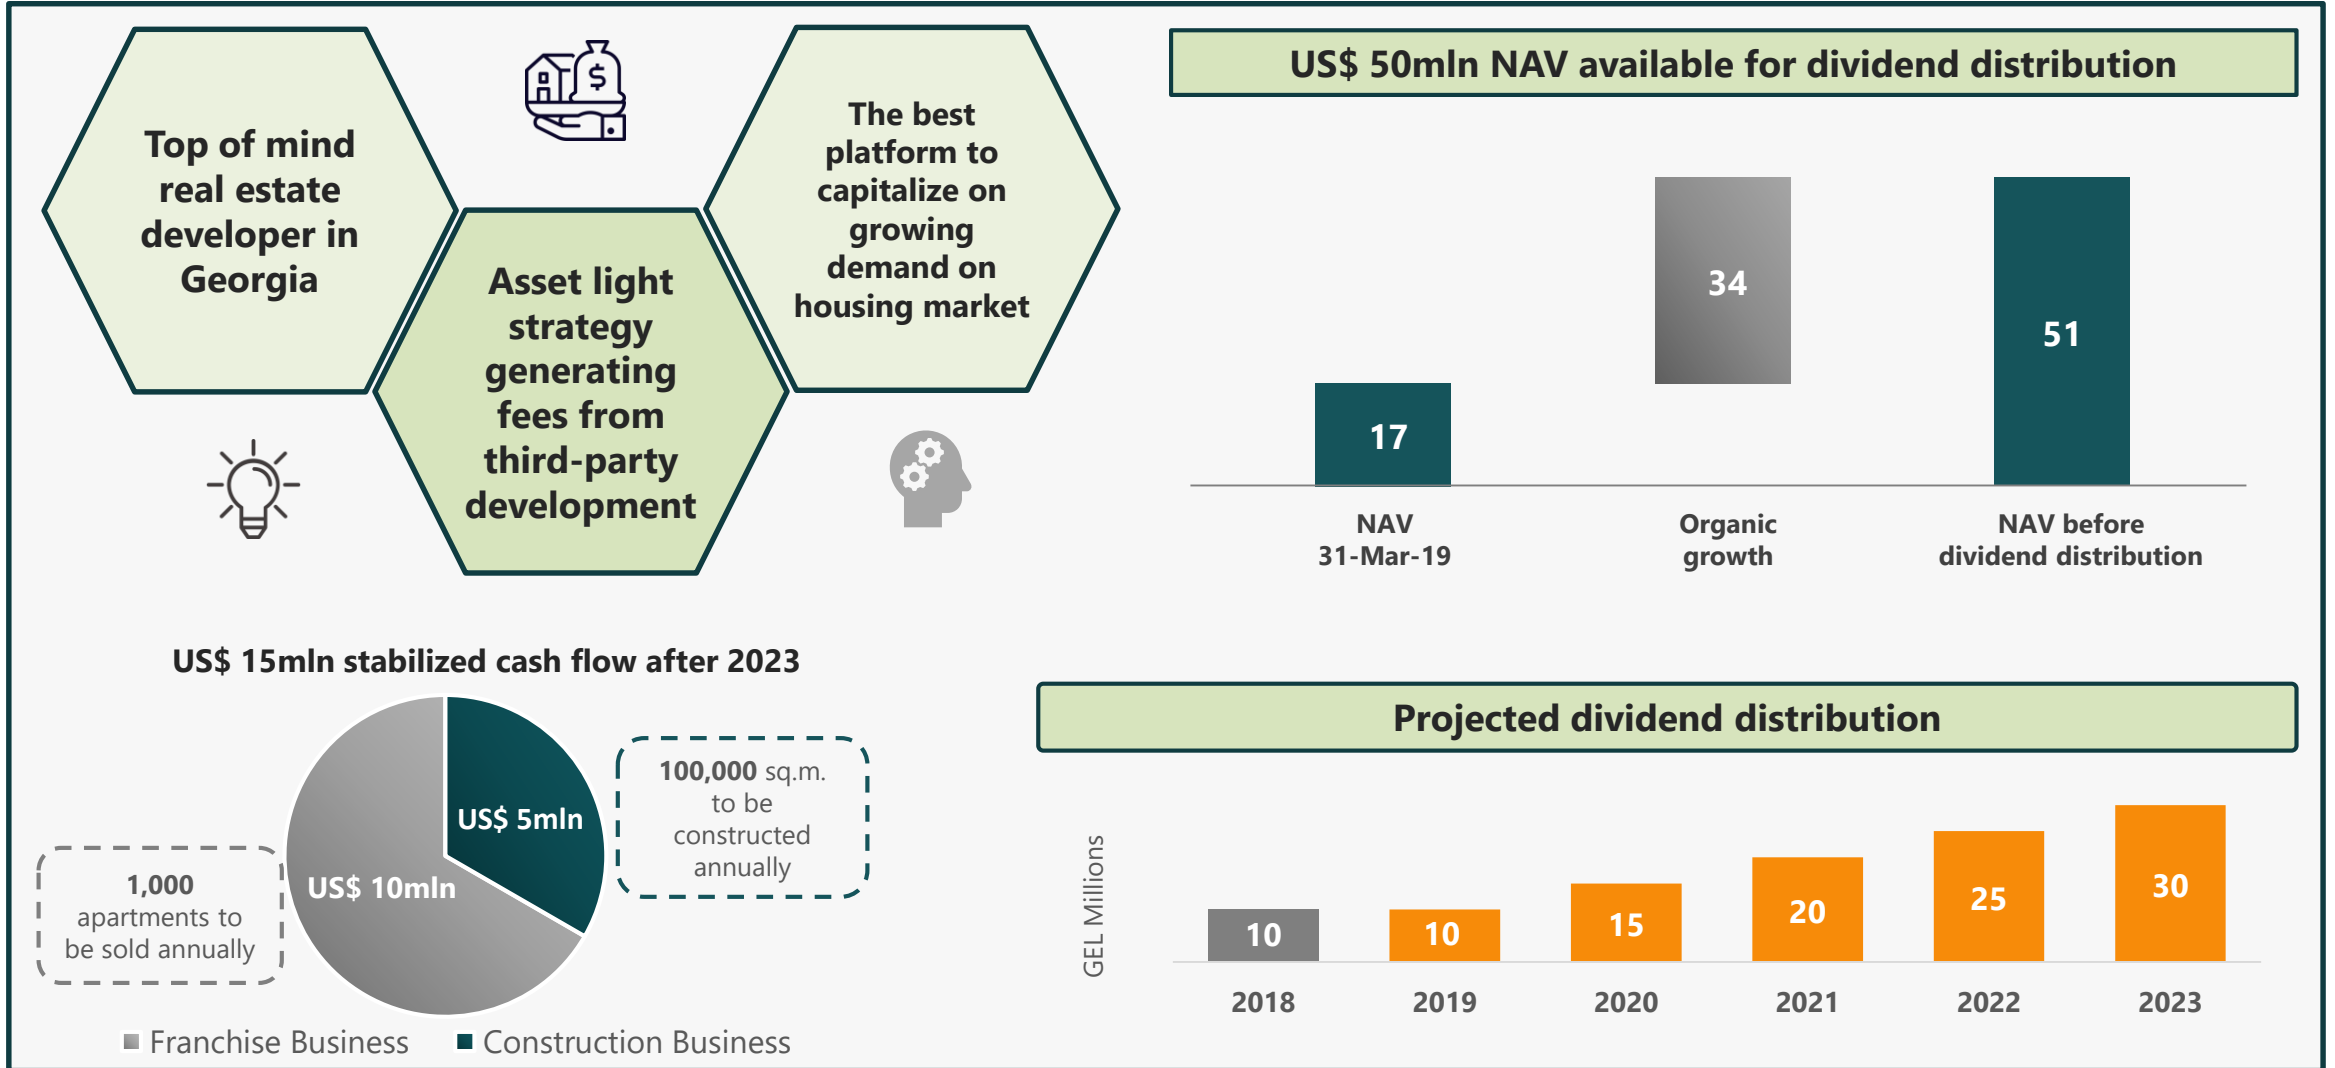 Top of mind
real estate
developer in
Georgia
Asset light
strategy
generating
fees from
third-party
development
The best
platform to
capitalize on
growing
demand on
housing market
US$ 50mln NAV available for dividend distribution
17
34
51
NAV
31-Mar-19
Organic
growth
NAV before
dividend distribution
US$ 15mln stabilized cash flow after 2023
US$ 5mln
US$ 10mln
100,000 sq.m.
to be
constructed
annually
1,000
apartments to
be sold annually
Franchise Business
Construction Business
Projected dividend distribution
GEL Millions
10
10
15
20
25
30
2018
2019
2020
2021
2022
2023